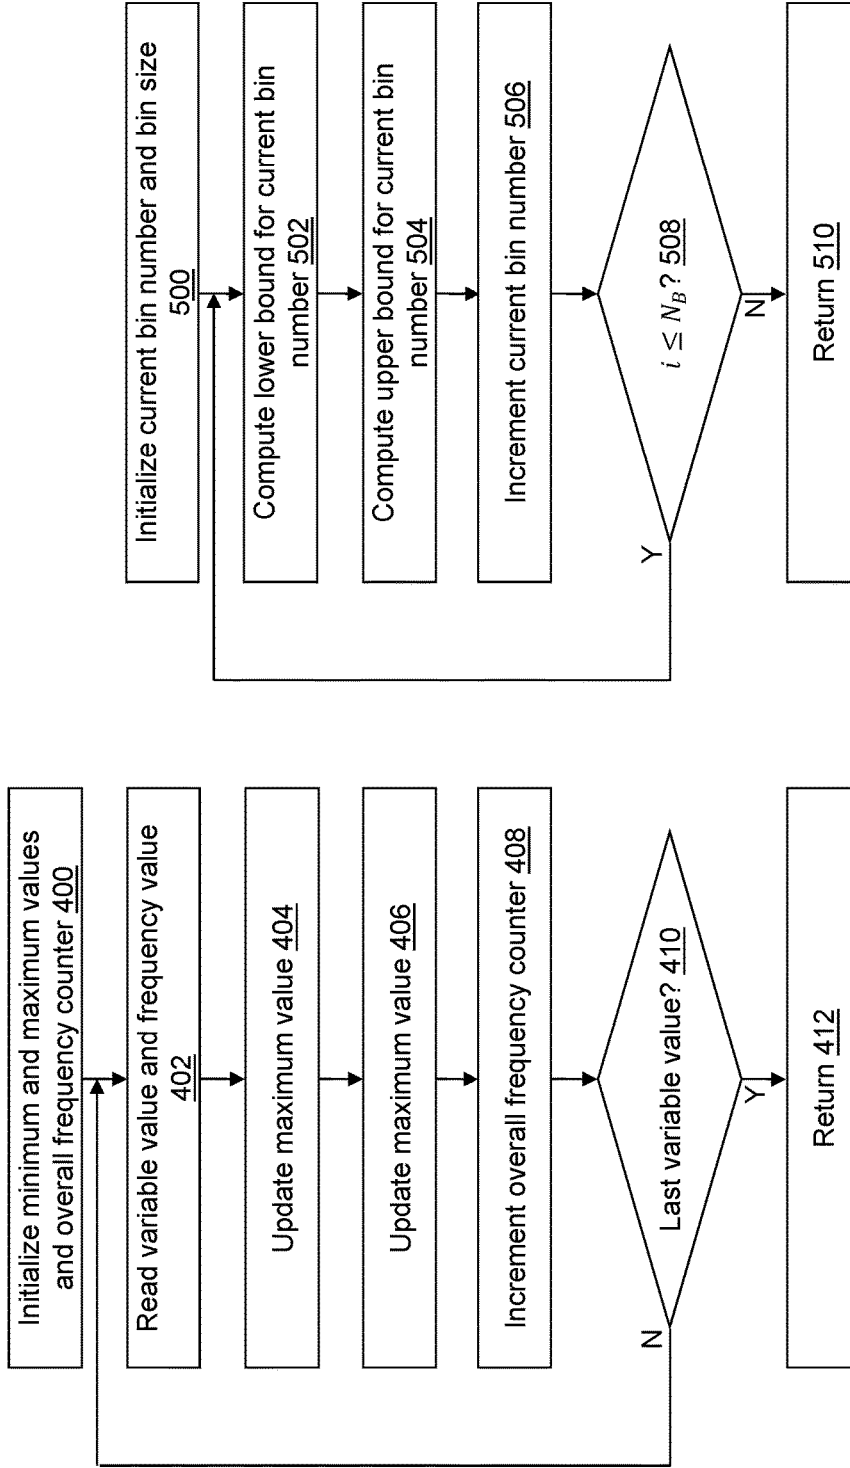 Initialize minimum and maximum values
and overall frequency counter 400
Read variable value and frequency value
402
Update maximum value 404
Update maximum value 406
Increment overall frequency counter 408
Last variable value? 410
N
Y
Return 412
Initialize current bin number and bin size
500
Compute lower bound for current bin
number 502
Compute upper bound for current bin
number 504
Increment current bin number 506
i ≤ N_B? 508
Y
N
Return 510